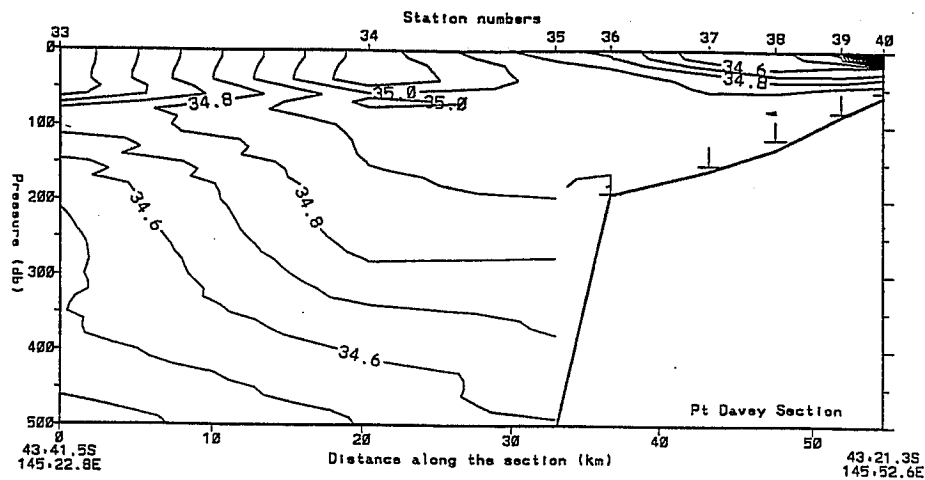 Station numbers
33 34 35 36 37 38 39 40
0
100
200
300
400
500
Pressure (db)
34.8
35.0
35.0
34.6
34.8
34.6
34.8
34.6
Pt Davey Section
0 10 20 30 40 50
43:41.5S
145:22.8E
Distance along the section (km)
43:21.3S
145:52.6E